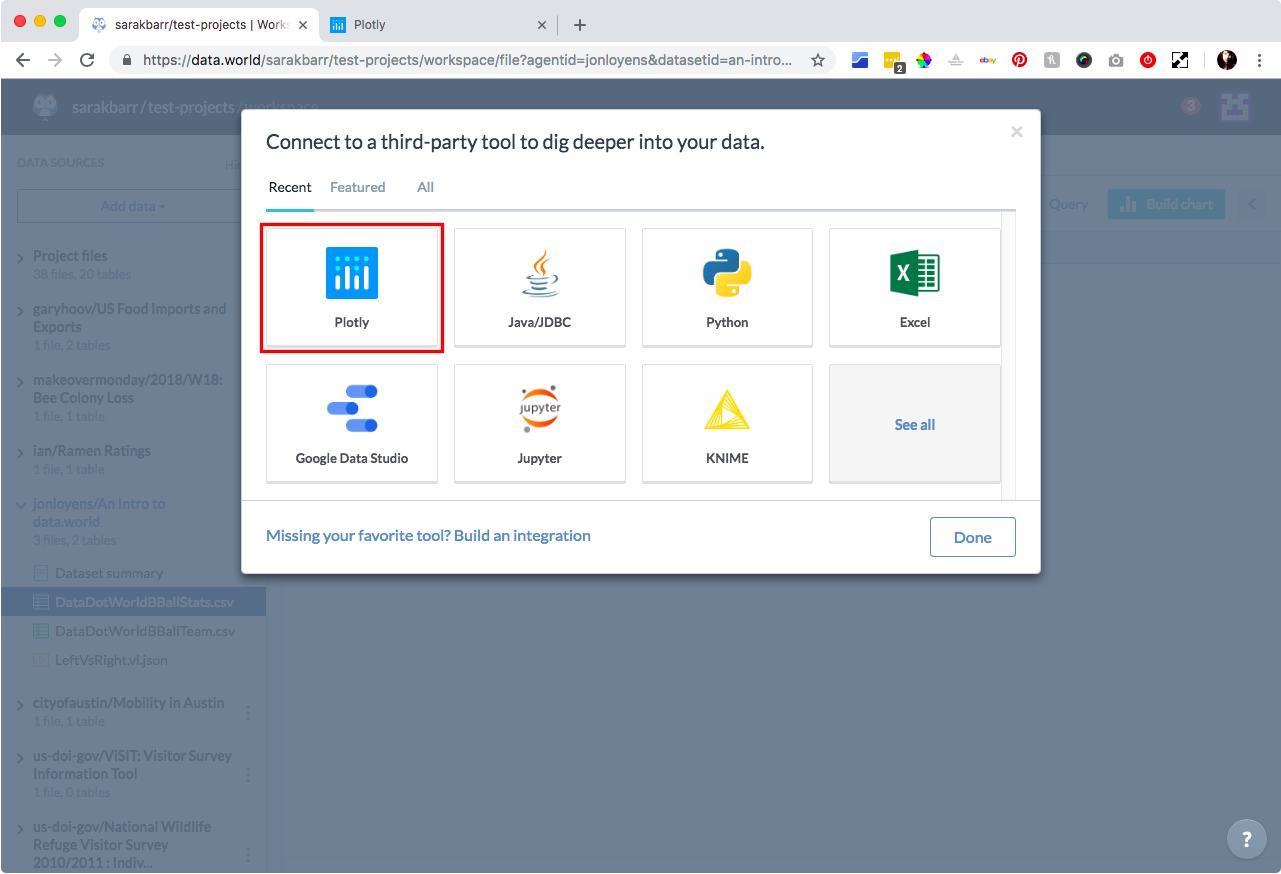 sarakbarr/test-projects | Works
Plotly
https://data.world/sarakbarr/test-projects/workspace/file?agentid=jonloyens&datasetid=an-intro...
2
ebay
sarakbarr / test-projects / workspace
3
DATA SOURCES
Add data
Project files
38 files, 20 tables
garyhoov/US Food Imports and
Exports
1 file, 2 tables
makeovermonday/2018/W18:
Bee Colony Loss
1 file, 1 table
ian/Ramen Ratings
1 file, 1 table
jonloyens/An Intro to
data.world
3 files, 2 tables
Dataset summary
DataDotWorldBBallStats.csv
DataDotWorldBBallTeam.csv
LeftVsRight.vl.json
cityofaustin/Mobility in Austin
1 file, 1 table
us-doi-gov/ViSIT: Visitor Survey
Information Tool
1 file, 0 tables
us-doi-gov/National Wildlife
Refuge Visitor Survey
2010/2011 : Indiv...
Query
Build chart
Connect to a third-party tool to dig deeper into your data.
Recent
Featured
All
Plotly
Java/JDBC
Python
Excel
Google Data Studio
jupyter
Jupyter
KNIME
See all
Missing your favorite tool? Build an integration
Done
?